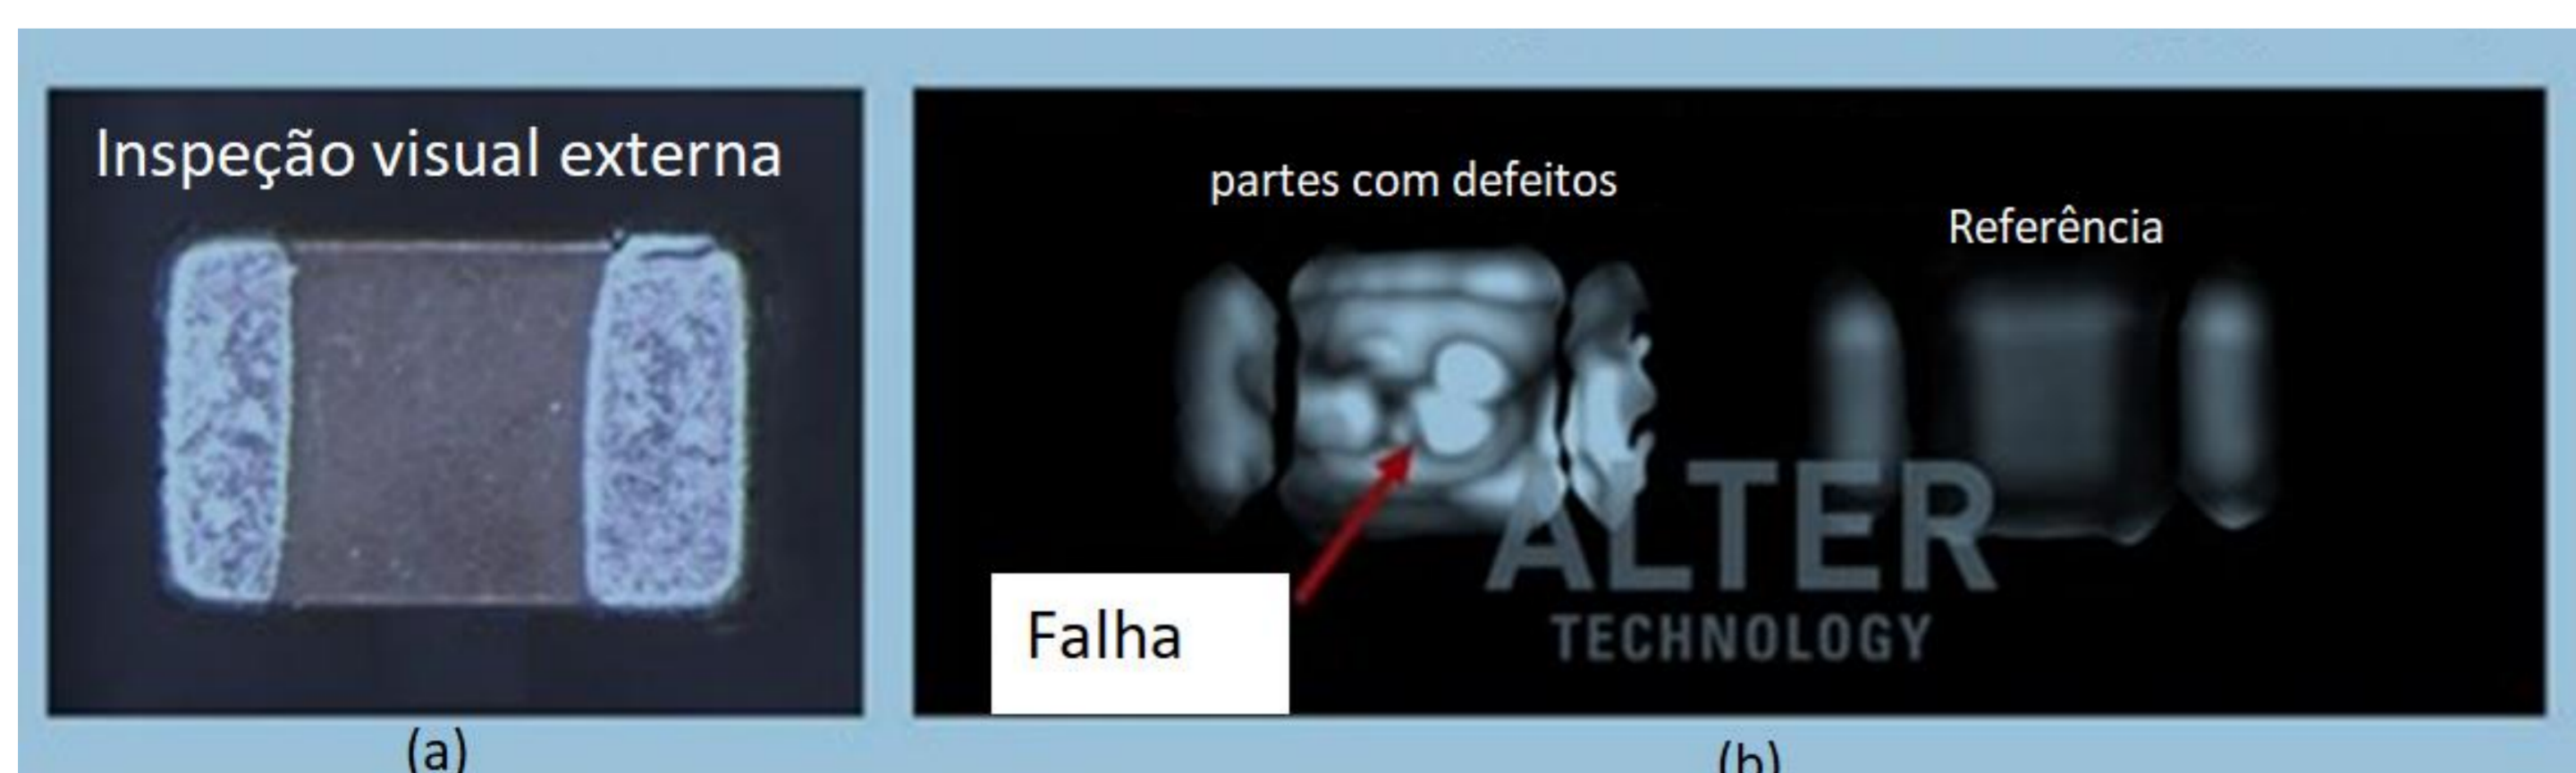 Inspeção visual externa
partes com defeitos
Referência
Falha
ALTER
TECHNOLOGY
(a)
(b)